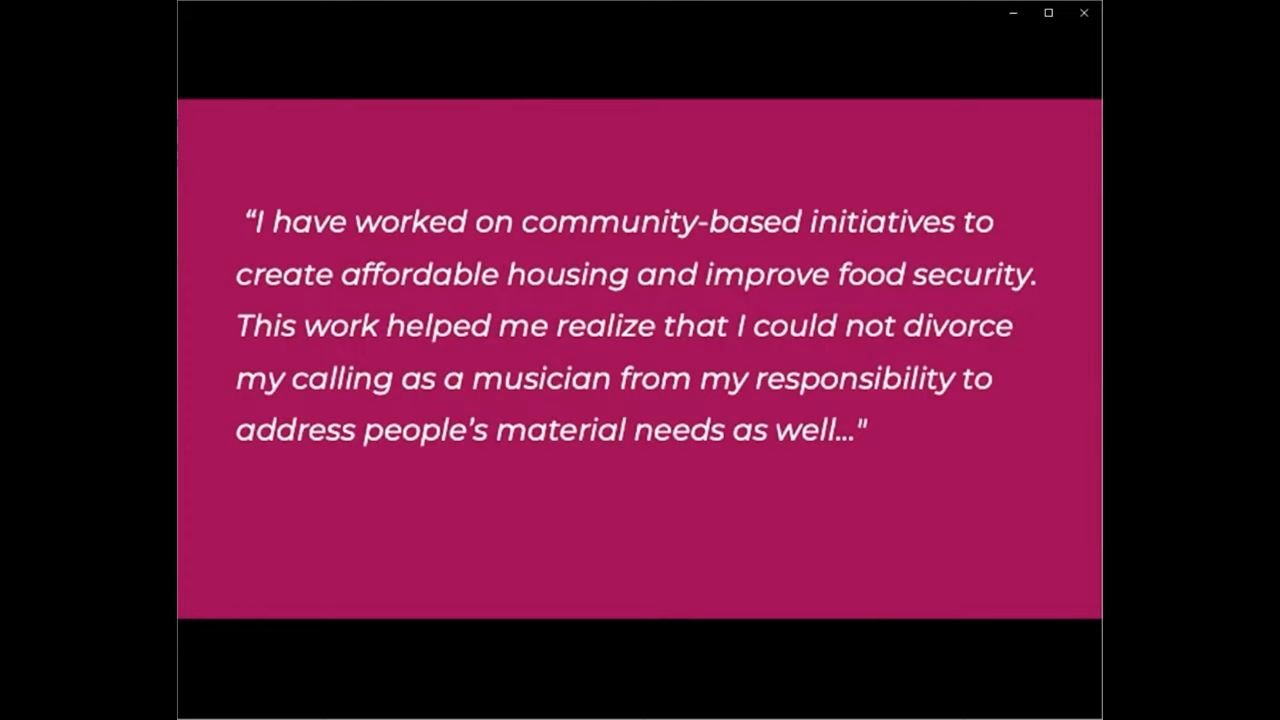 “I have worked on community-based initiatives to
create affordable housing and improve food security.
This work helped me realize that I could not divorce
my calling as a musician from my responsibility to
address people’s material needs as well..."